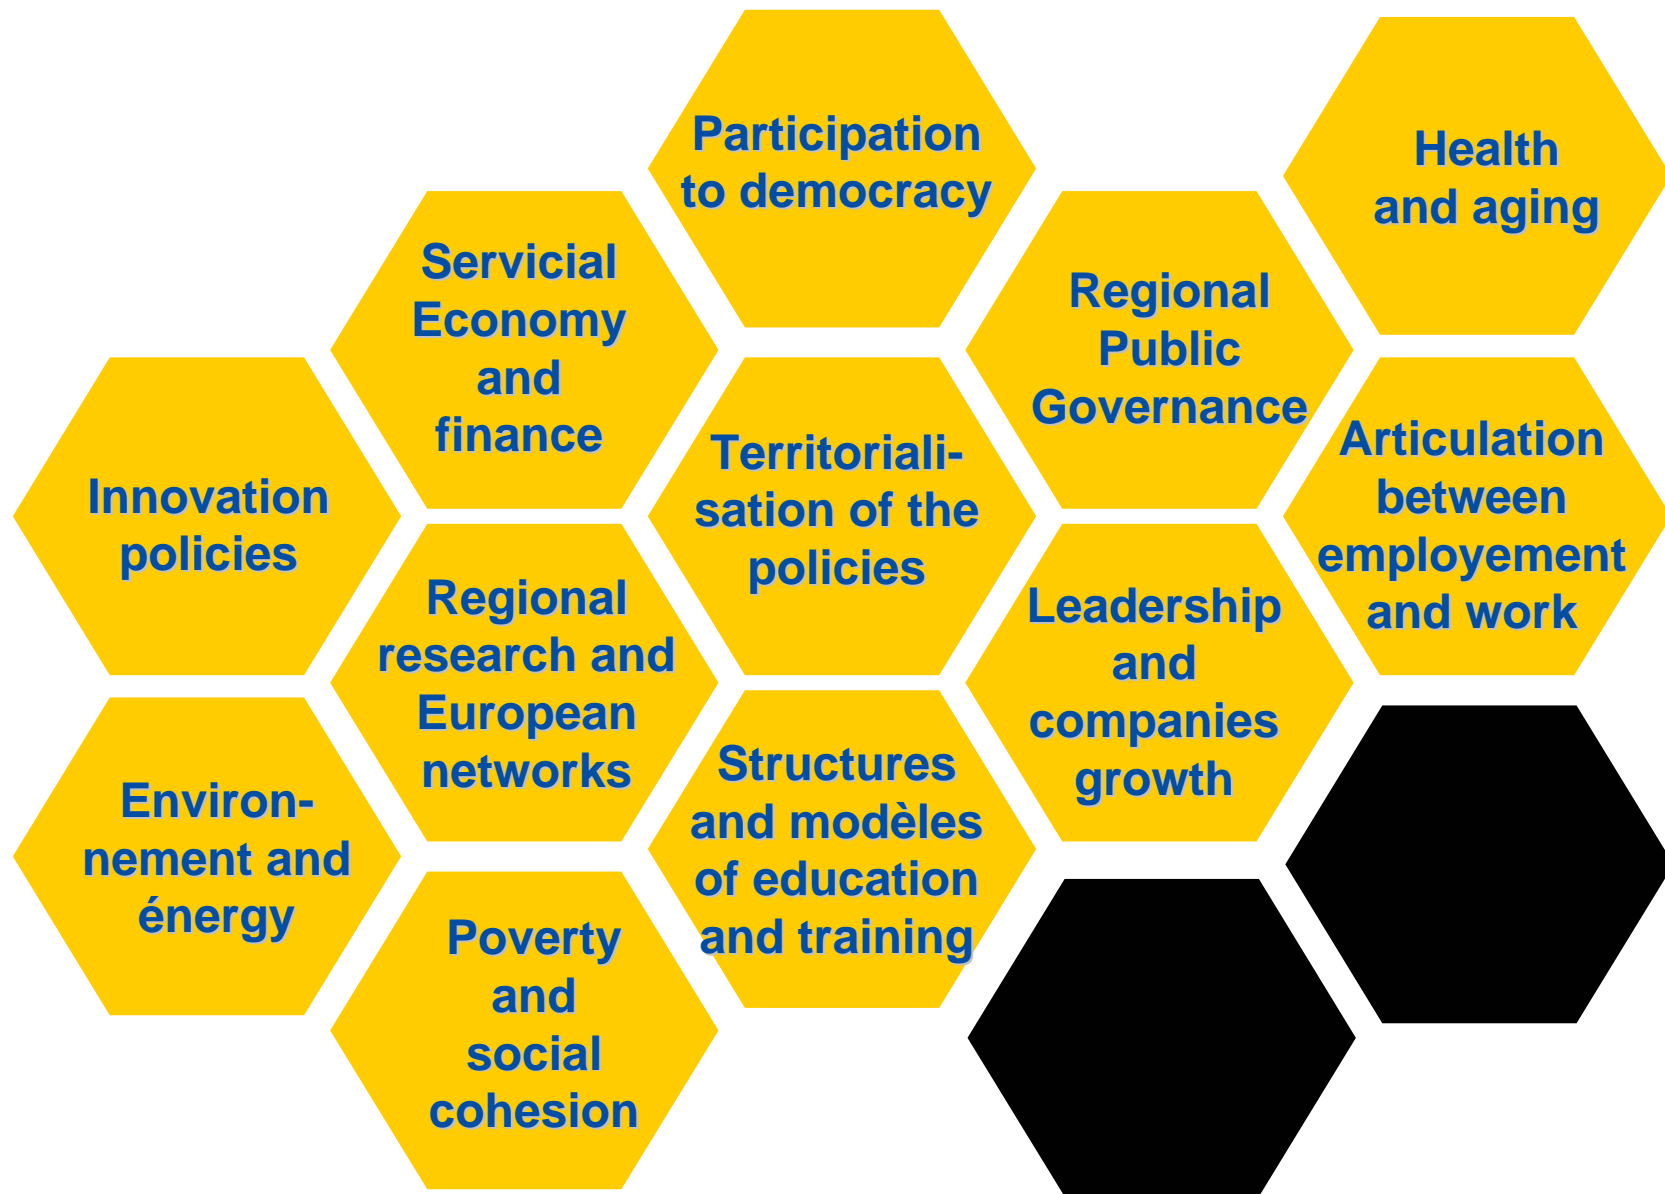 Participation
to democracy
Health
and aging
Servicial
Economy
and
finance
Regional
Public
Governance
Innovation
policies
Territoriali-
sation of the
policies
Articulation
between
employement
and work
Regional
research and
European
networks
Leadership
and
companies
growth
Environ-
nement and
énergy
Structures
and modèles
of education
and training
Poverty
and
social
cohesion